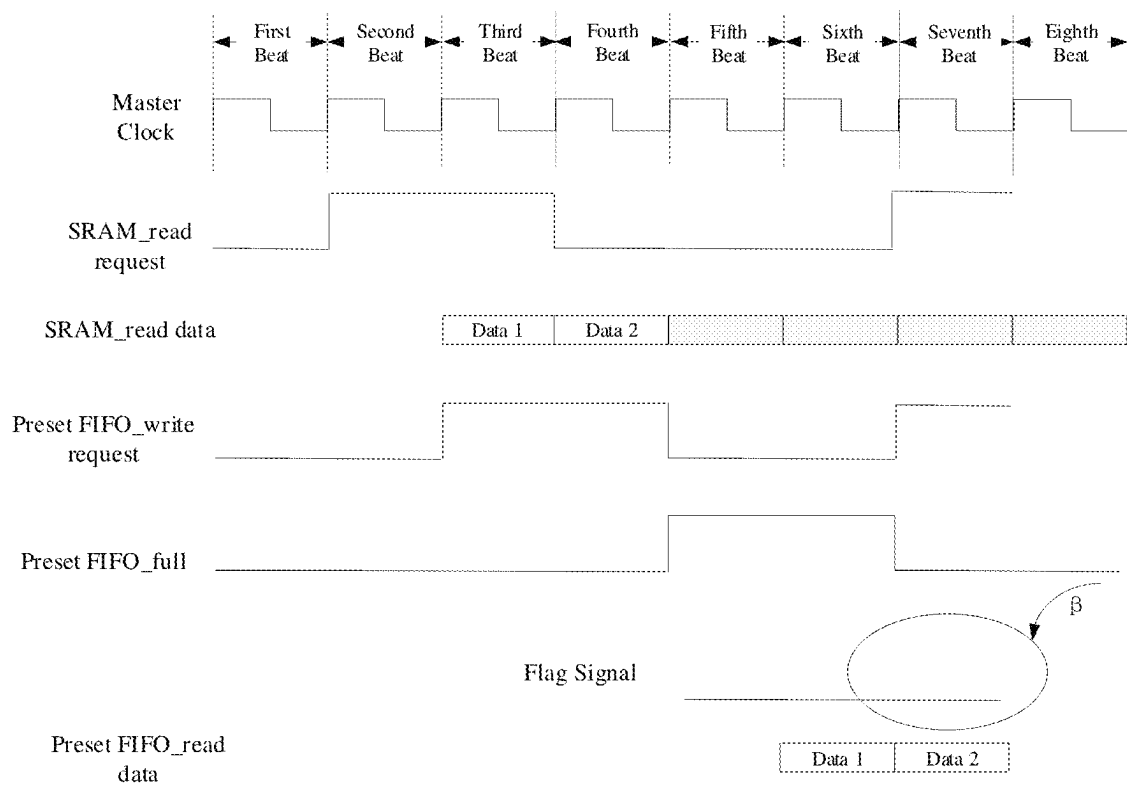 First Second Third Fourth Fifth Sixth Seventh Eighth
Beat Beat Beat Beat Beat Beat Beat Beat
Master
Clock
SRAM_read
request
SRAM_read data
Data 1 Data 2
Preset FIFO_write
request
Preset FIFO_full
β
Flag Signal
Preset FIFO_read
data
Data 1 Data 2